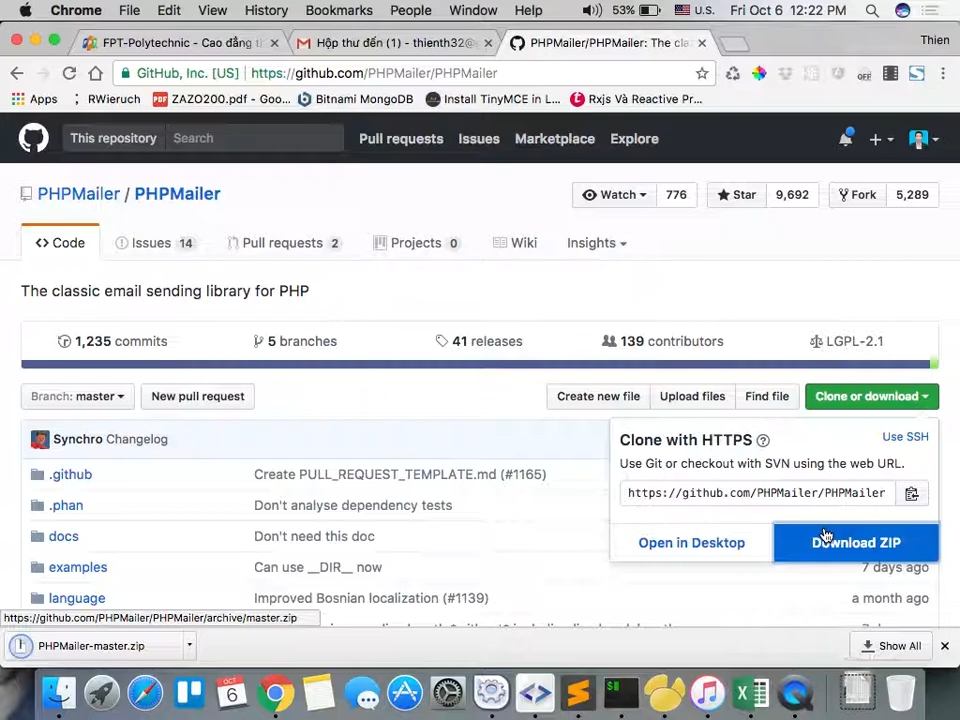 Chrome File Edit View History Bookmarks People Window Help 53% U.S. Fri Oct 6 12:22 PM
FPT-Polytechnic - Cao đẳng th Hộp thư đến (1) - thienth32@ PHPMailer/PHPMailer: The cla Thien
GitHub, Inc. [US] https://github.com/PHPMailer/PHPMailer OFF
Apps RWieruch ZAZO200.pdf - Goo... Bitnami MongoDB Install TinyMCE in L... Rxjs Và Reactive Pr...
This repository Search Pull requests Issues Marketplace Explore
PHPMailer / PHPMailer Watch 776 Star 9,692 Fork 5,289
Code Issues 14 Pull requests 2 Projects 0 Wiki Insights
The classic email sending library for PHP
1,235 commits 5 branches 41 releases 139 contributors LGPL-2.1
Branch: master New pull request Create new file Upload files Find file Clone or download
Synchro Changelog
Clone with HTTPS Use SSH
Use Git or checkout with SVN using the web URL.
https://github.com/PHPMailer/PHPMailer
Open in Desktop Download ZIP
.github Create PULL_REQUEST_TEMPLATE.md (#1165)
.phan Don't analyse dependency tests
docs Don't need this doc
examples Can use __DIR__ now 7 days ago
language Improved Bosnian localization (#1139) a month ago
https://github.com/PHPMailer/PHPMailer/archive/master.zip
PHPMailer-master.zip Show All
OCT
6